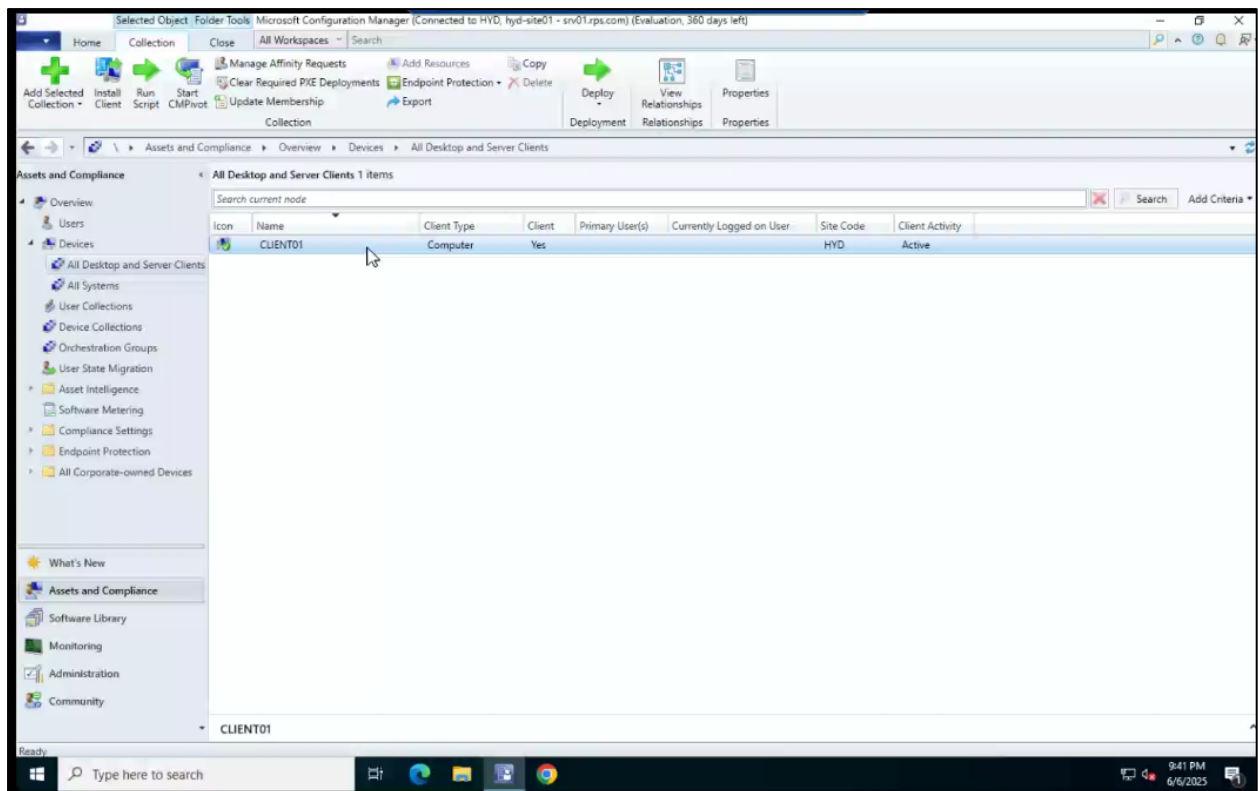 Selected Object Folder Tools Microsoft Configuration Manager (Connected to HYD, hyd-site01 - srv01.rps.com) (Evaluation, 360 days left)
Home Collection Close All Workspaces Search
Add Selected Collection
Install Client
Run Script
Start CMPivot
Manage Affinity Requests
Clear Required PXE Deployments
Update Membership
Add Resources
Endpoint Protection
Export
Copy
Delete
Deploy
View Relationships
Properties
Collection Deployment Relationships Properties
\ Assets and Compliance Overview Devices All Desktop and Server Clients
Assets and Compliance
Overview
Users
Devices
All Desktop and Server Clients
All Systems
User Collections
Device Collections
Orchestration Groups
User State Migration
Asset Intelligence
Software Metering
Compliance Settings
Endpoint Protection
All Corporate-owned Devices
What's New
Assets and Compliance
Software Library
Monitoring
Administration
Community
All Desktop and Server Clients 1 items
Search current node Search Add Criteria
Icon Name Client Type Client Primary User(s) Currently Logged on User Site Code Client Activity
CLIENT01 Computer Yes HYD Active
CLIENT01
Ready
Type here to search
9:41 PM
6/6/2025